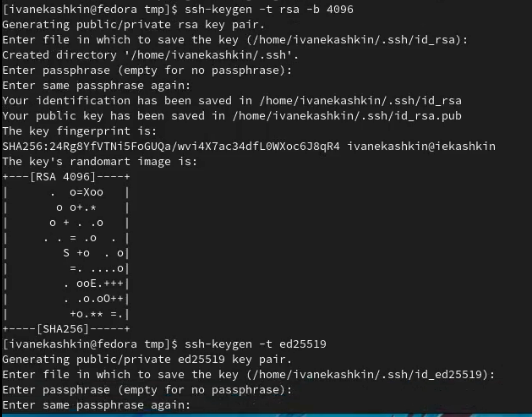 [ivanekashkin@fedora tmp]$ ssh-keygen -t rsa -b 4096
Generating public/private rsa key pair.
Enter file in which to save the key (/home/ivanekashkin/.ssh/id_rsa):
Created directory '/home/ivanekashkin/.ssh'.
Enter passphrase (empty for no passphrase):
Enter same passphrase again:
Your identification has been saved in /home/ivanekashkin/.ssh/id_rsa
Your public key has been saved in /home/ivanekashkin/.ssh/id_rsa.pub
The key fingerprint is:
SHA256:24Rg8YfVTNi5FoGUQa/wvi4X7ac34dfL0WXoc6J8qR4 ivanekashkin@iekashkin
The key's randomart image is:
+---[RSA 4096]----+
|      .  o=Xoo   |
|       o o+.*    |
|      o + . .o   |
|     . . = .o  . |
|        S +o  . o|
|         =. ....o|
|        . ooE.+++|
|        . .o.oO++|
|         +o.** =.|
+----[SHA256]-----+
[ivanekashkin@fedora tmp]$ ssh-keygen -t ed25519
Generating public/private ed25519 key pair.
Enter file in which to save the key (/home/ivanekashkin/.ssh/id_ed25519):
Enter passphrase (empty for no passphrase):
Enter same passphrase again: